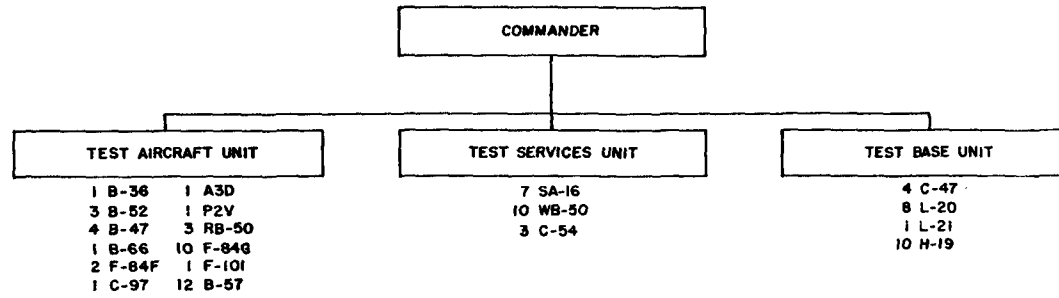 COMMANDER
TEST AIRCRAFT UNIT
1 B-36 1 A3D
3 B-52 1 P2V
4 B-47 3 RB-50
1 B-66 10 F-84G
2 F-84F 1 F-101
1 C-97 12 B-57
TEST SERVICES UNIT
7 SA-16
10 WB-50
3 C-54
TEST BASE UNIT
4 C-47
8 L-20
1 L-21
10 H-19